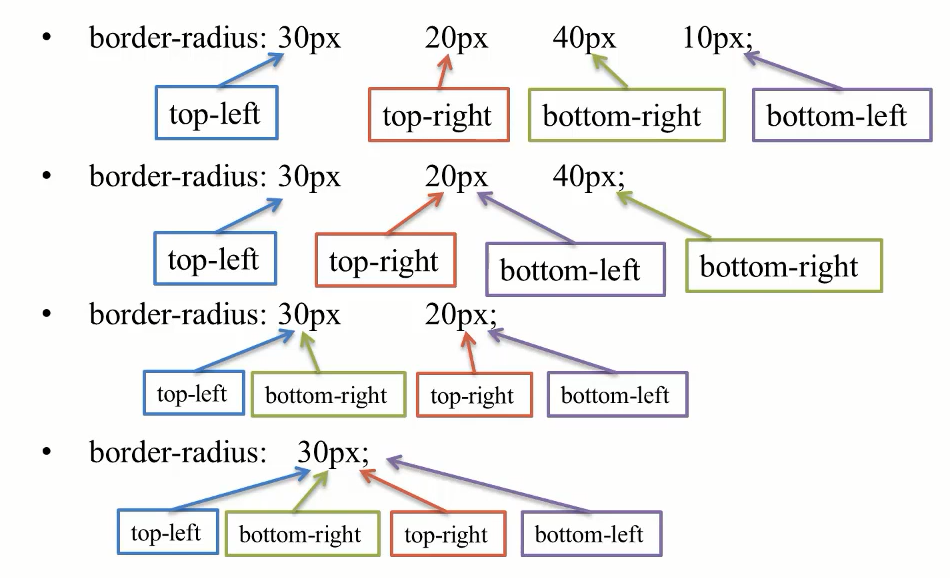 • border-radius: 30px 20px 40px 10px;
top-left top-right bottom-right bottom-left
• border-radius: 30px 20px 40px;
top-left top-right bottom-left bottom-right
• border-radius: 30px 20px;
top-left bottom-right top-right bottom-left
• border-radius: 30px;
top-left bottom-right top-right bottom-left